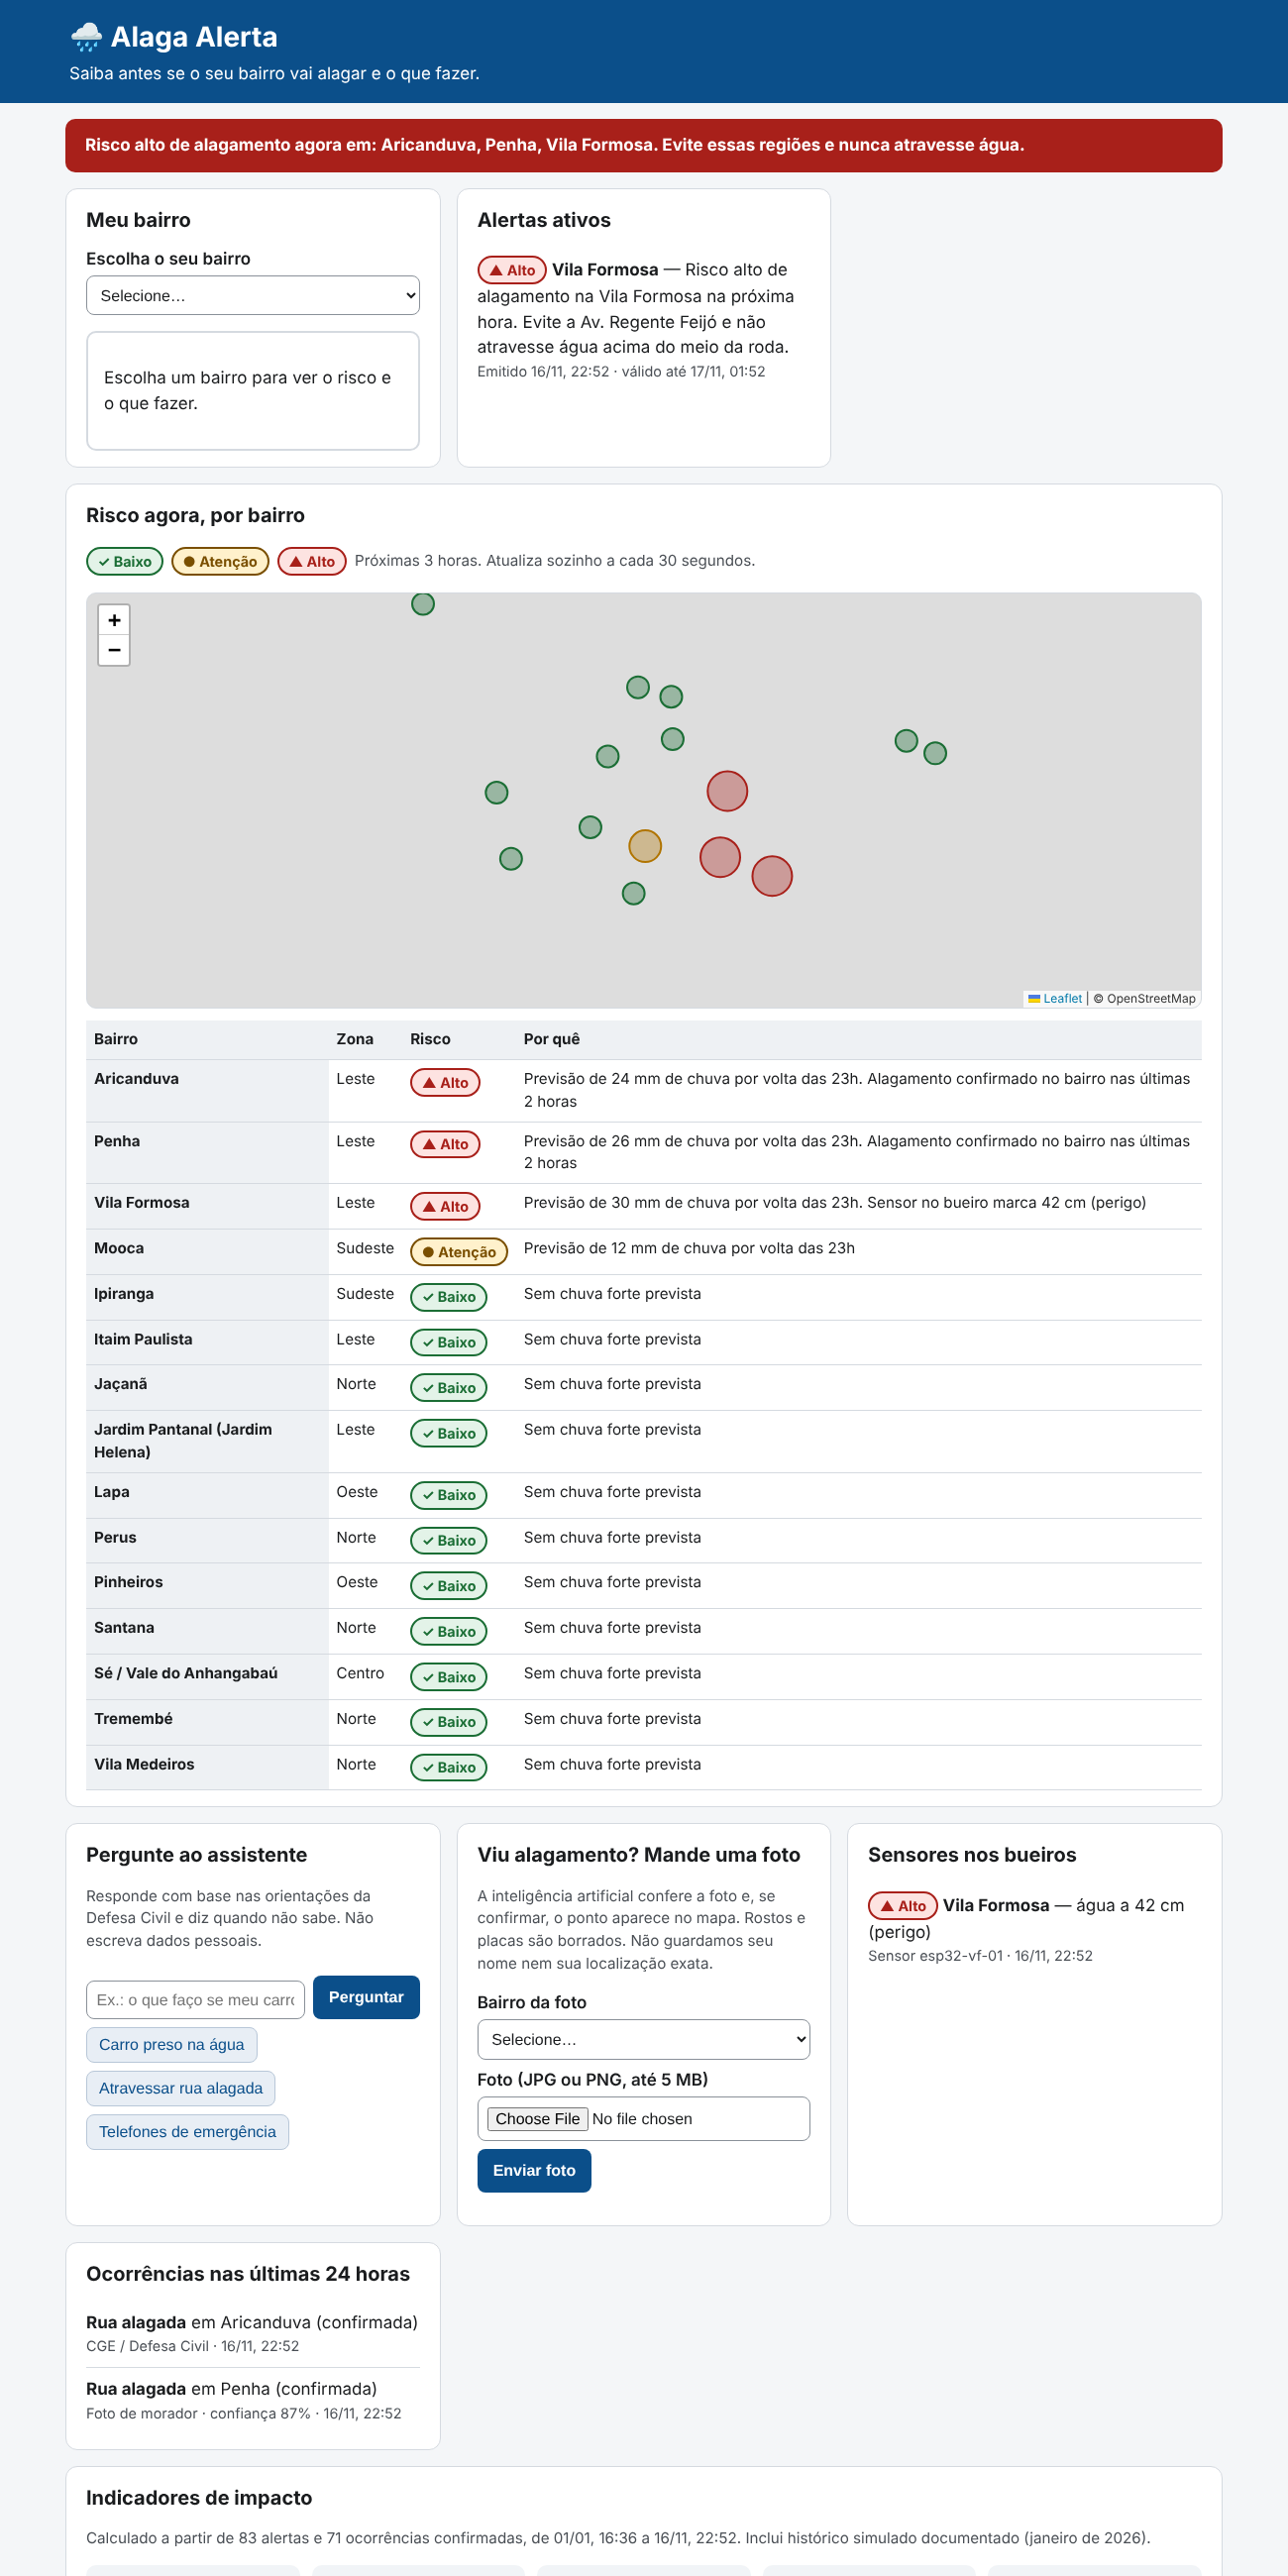 Alaga Alerta
Saiba antes se o seu bairro vai alagar e o que fazer.
Risco alto de alagamento agora em: Aricanduva, Penha, Vila Formosa. Evite essas regiões e nunca atravesse água.
Meu bairro
Escolha o seu bairro
Selecione…
Escolha um bairro para ver o risco e
o que fazer.
Alertas ativos
▲ Alto Vila Formosa — Risco alto de
alagamento na Vila Formosa na próxima
hora. Evite a Av. Regente Feijó e não
atravesse água acima do meio da roda.
Emitido 16/11, 22:52 · válido até 17/11, 01:52
Risco agora, por bairro
✓ Baixo ● Atenção ▲ Alto Próximas 3 horas. Atualiza sozinho a cada 30 segundos.
+
−
Leaflet | © OpenStreetMap
Bairro Zona Risco Por quê
Aricanduva Leste ▲ Alto Previsão de 24 mm de chuva por volta das 23h. Alagamento confirmado no bairro nas últimas
2 horas
Penha Leste ▲ Alto Previsão de 26 mm de chuva por volta das 23h. Alagamento confirmado no bairro nas últimas
2 horas
Vila Formosa Leste ▲ Alto Previsão de 30 mm de chuva por volta das 23h. Sensor no bueiro marca 42 cm (perigo)
Mooca Sudeste ● Atenção Previsão de 12 mm de chuva por volta das 23h
Ipiranga Sudeste ✓ Baixo Sem chuva forte prevista
Itaim Paulista Leste ✓ Baixo Sem chuva forte prevista
Jaçanã Norte ✓ Baixo Sem chuva forte prevista
Jardim Pantanal (Jardim Leste ✓ Baixo Sem chuva forte prevista
Helena)
Lapa Oeste ✓ Baixo Sem chuva forte prevista
Perus Norte ✓ Baixo Sem chuva forte prevista
Pinheiros Oeste ✓ Baixo Sem chuva forte prevista
Santana Norte ✓ Baixo Sem chuva forte prevista
Sé / Vale do Anhangabaú Centro ✓ Baixo Sem chuva forte prevista
Tremembé Norte ✓ Baixo Sem chuva forte prevista
Vila Medeiros Norte ✓ Baixo Sem chuva forte prevista
Pergunte ao assistente
Responde com base nas orientações da
Defesa Civil e diz quando não sabe. Não
escreva dados pessoais.
Ex.: o que faço se meu carro
Perguntar
Carro preso na água
Atravessar rua alagada
Telefones de emergência
Viu alagamento? Mande uma foto
A inteligência artificial confere a foto e, se
confirmar, o ponto aparece no mapa. Rostos e
placas são borrados. Não guardamos seu
nome nem sua localização exata.
Bairro da foto
Selecione…
Foto (JPG ou PNG, até 5 MB)
Choose File No file chosen
Enviar foto
Sensores nos bueiros
▲ Alto Vila Formosa — água a 42 cm
(perigo)
Sensor esp32-vf-01 · 16/11, 22:52
Ocorrências nas últimas 24 horas
Rua alagada em Aricanduva (confirmada)
CGE / Defesa Civil · 16/11, 22:52
Rua alagada em Penha (confirmada)
Foto de morador · confiança 87% · 16/11, 22:52
Indicadores de impacto
Calculado a partir de 83 alertas e 71 ocorrências confirmadas, de 01/01, 16:36 a 16/11, 22:52. Inclui histórico simulado documentado (janeiro de 2026).